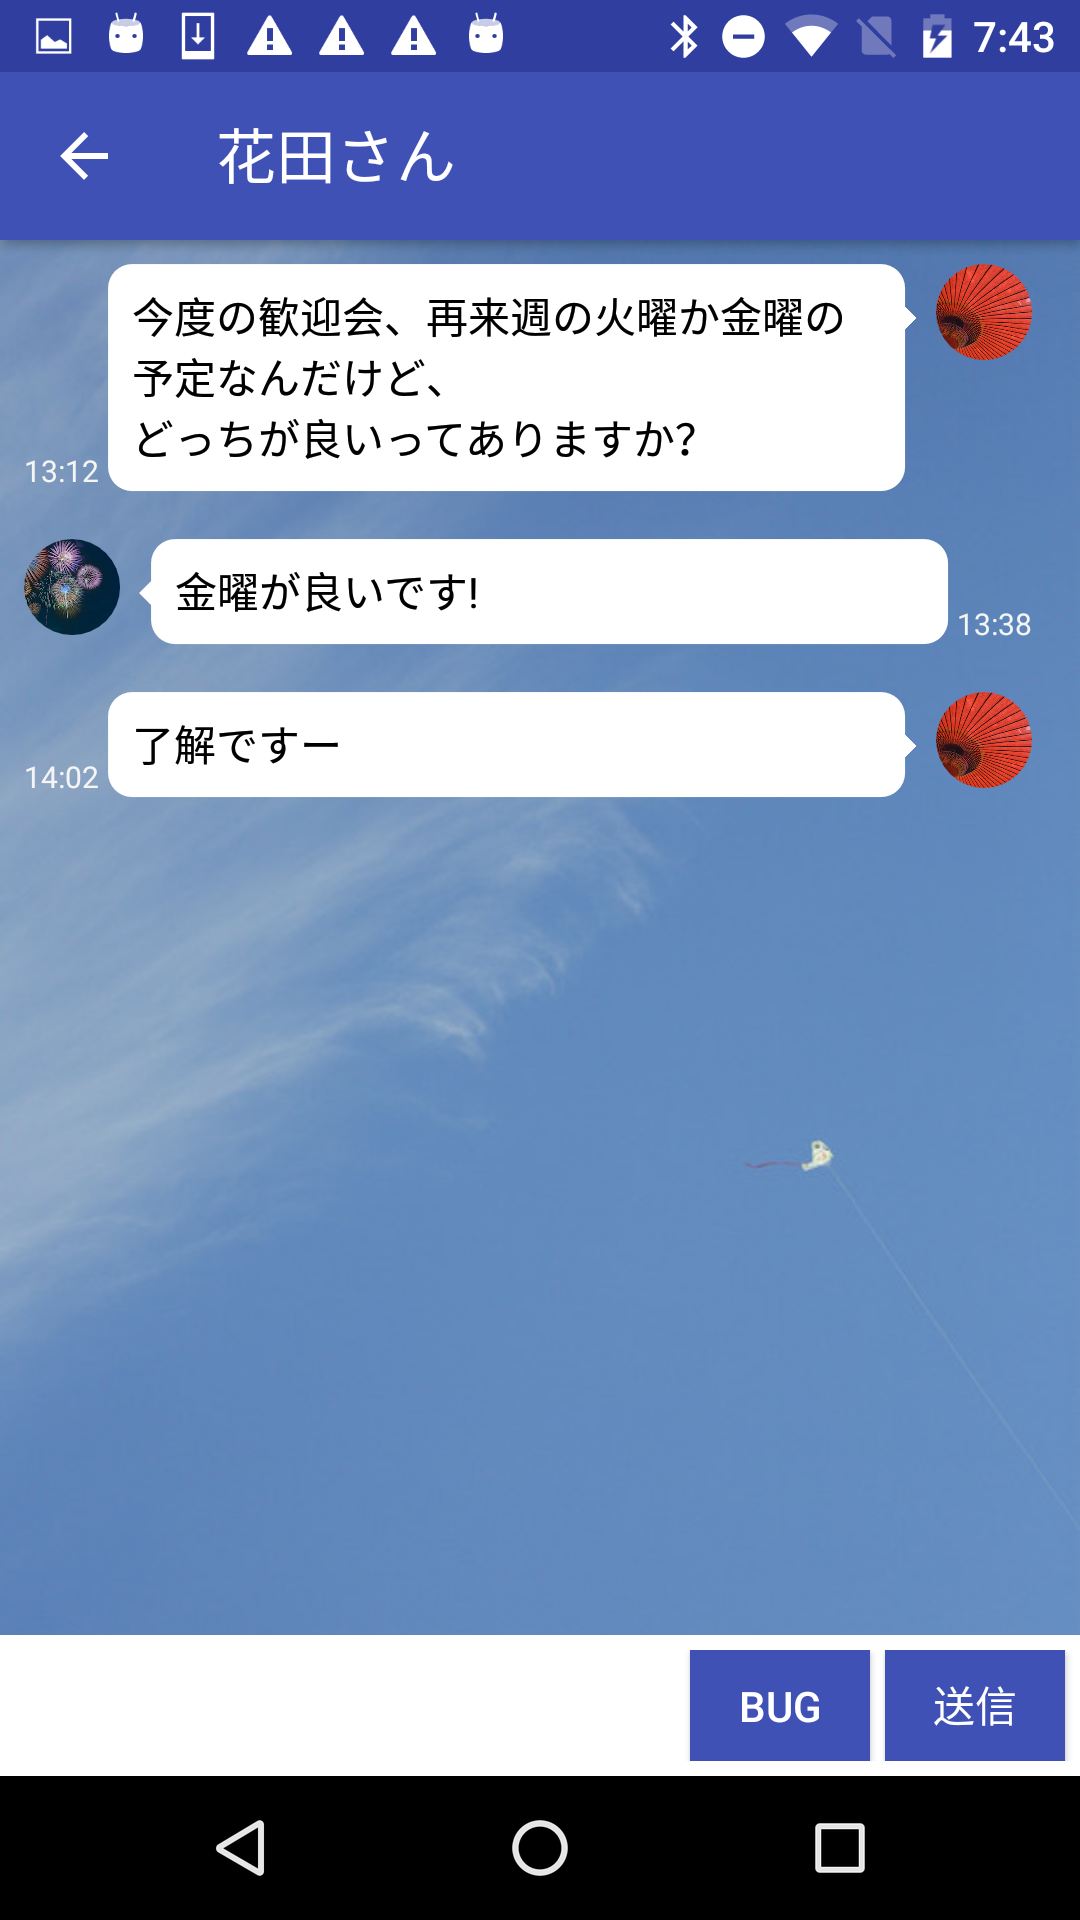 7:43
花田さん
今度の歓迎会、再来週の火曜か金曜の
予定なんだけど、
どっちが良いってありますか?
13:12
金曜が良いです!
13:38
了解ですー
14:02
BUG 送信